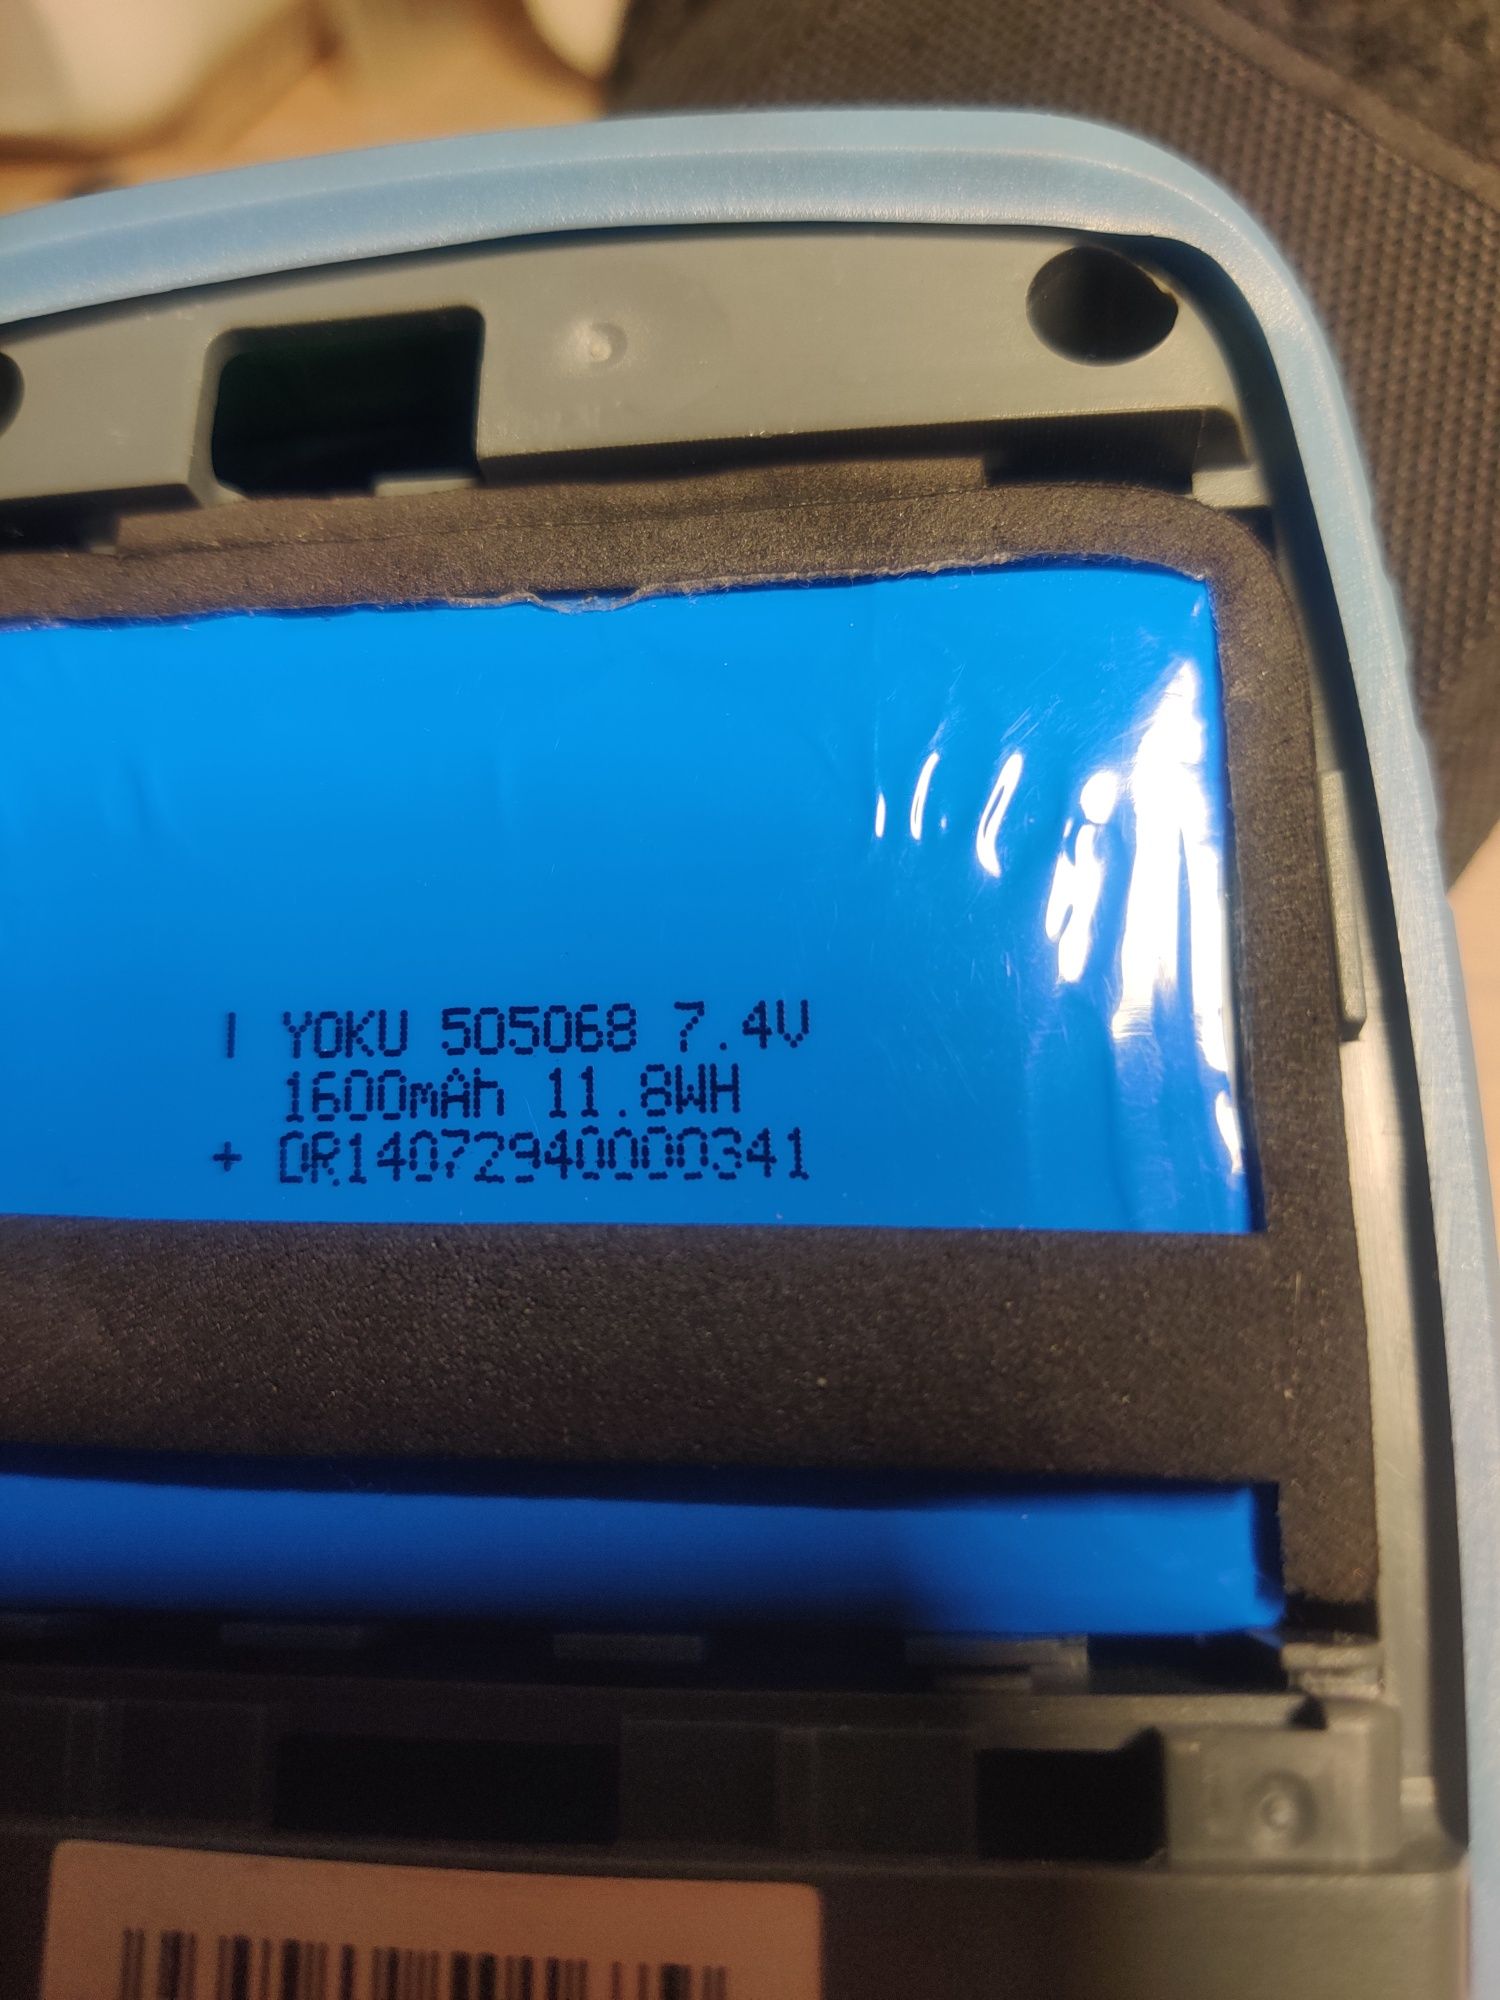 | YOKU 505068 7.4V
1600mAh 11.8WH
+ DR14072940000341